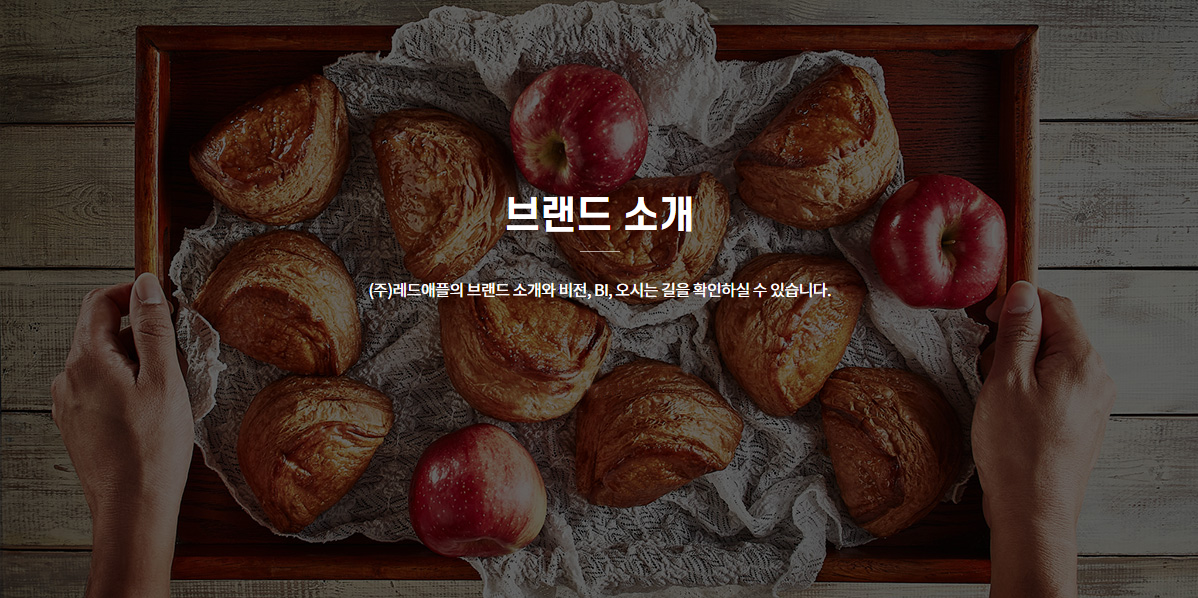 브랜드 소개
(주)레드애플의 브랜드 소개와 비전, BI, 오시는 길을 확인하실 수 있습니다.